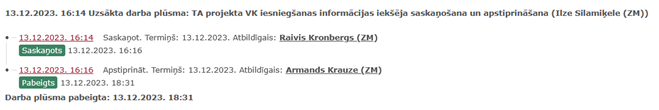 13.12.2023. 16:14 Uzsākta darba plūsma: TA projekta VK iesniegšanas informācijas iekšēja saskaņošana un apstiprināšana (Ilze Silamiķele (ZM))
13.12.2023. 16:14 Saskaņot. Termiņš: 13.12.2023. Atbildīgais: Raivis Kronbergs (ZM)
Saskaņots 13.12.2023. 16:16
13.12.2023. 16:16 Apstiprināt. Termiņš: 13.12.2023. Atbildīgais: Armands Krauze (ZM)
Pabeigts 13.12.2023. 18:31
Darba plūsma pabeigta: 13.12.2023. 18:31